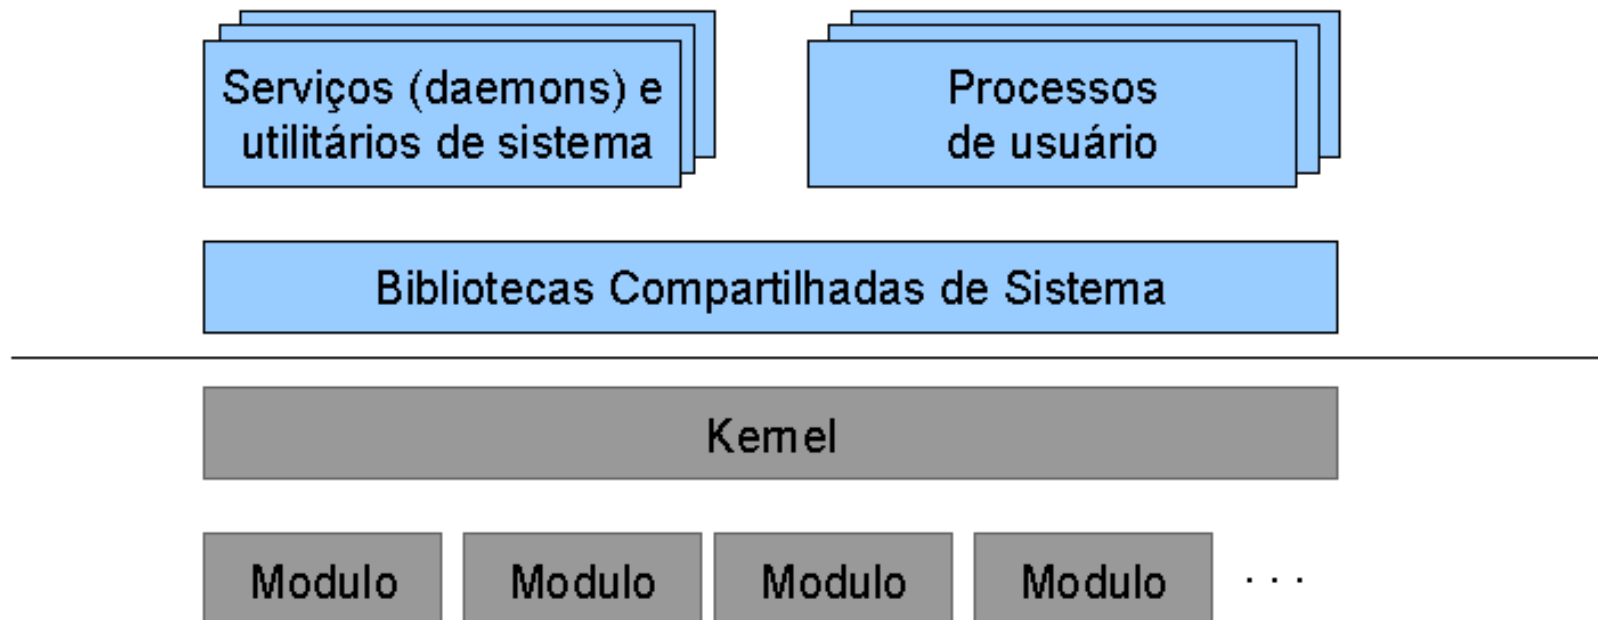 Serviços (daemons) e
utilitários de sistema
Processos
de usuário
Bibliotecas Compartilhadas de Sistema
Kernel
Modulo
Modulo
Modulo
Modulo
. . .